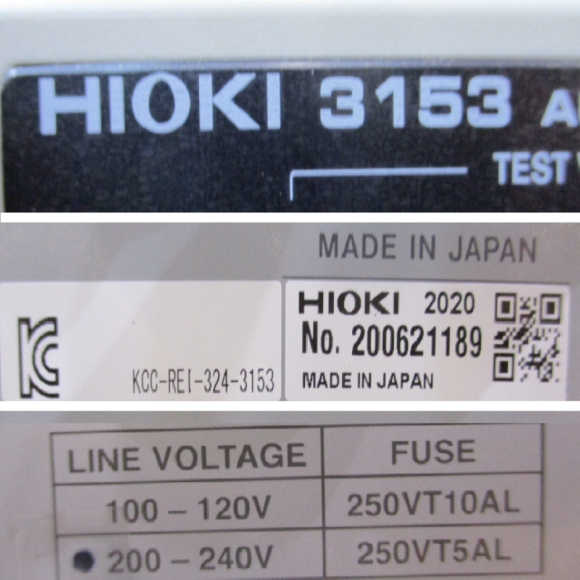 HIOKI 3153
TEST
MADE IN JAPAN
HIOKI 2020
No. 200621189
KCC-REI-324-3153
MADE IN JAPAN
LINE VOLTAGE FUSE
100 – 120V 250VT10AL
● 200 – 240V 250VT5AL